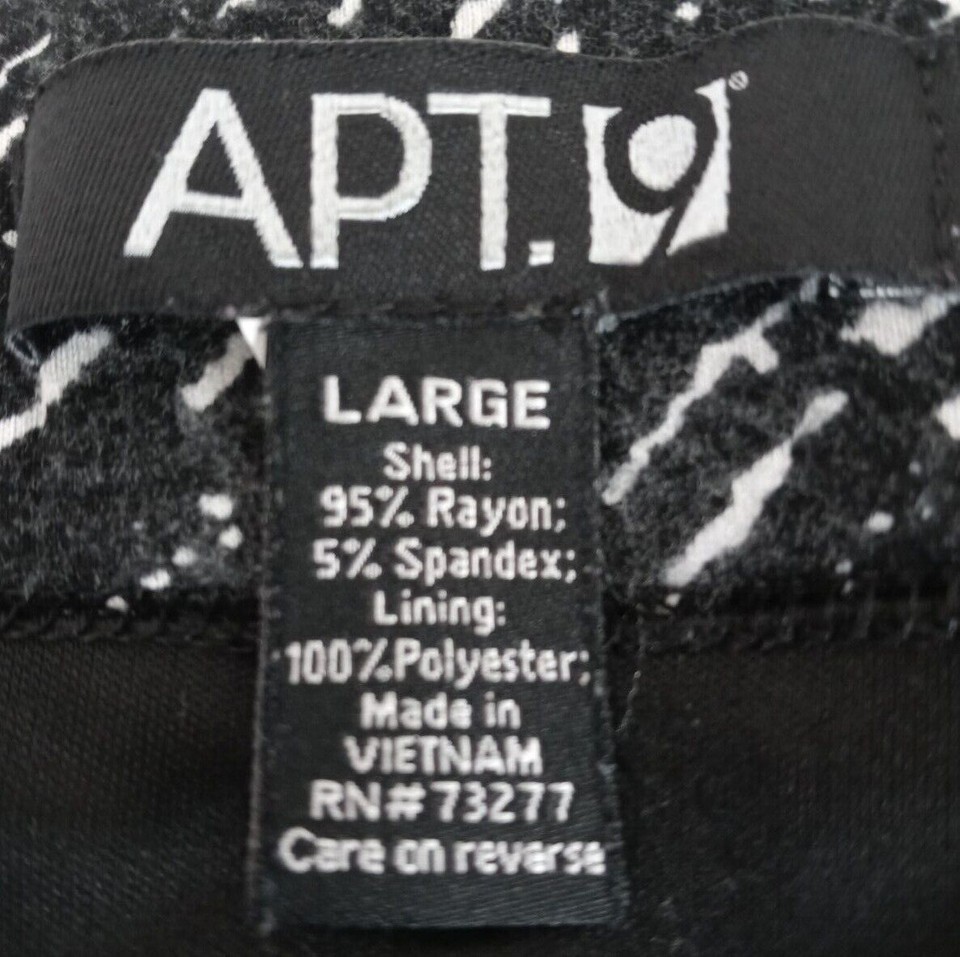 APT. 9®
LARGE
Shell:
95% Rayon;
5% Spandex;
Lining:
100% Polyester;
Made in
VIETNAM
RN# 73277
Care on reverse